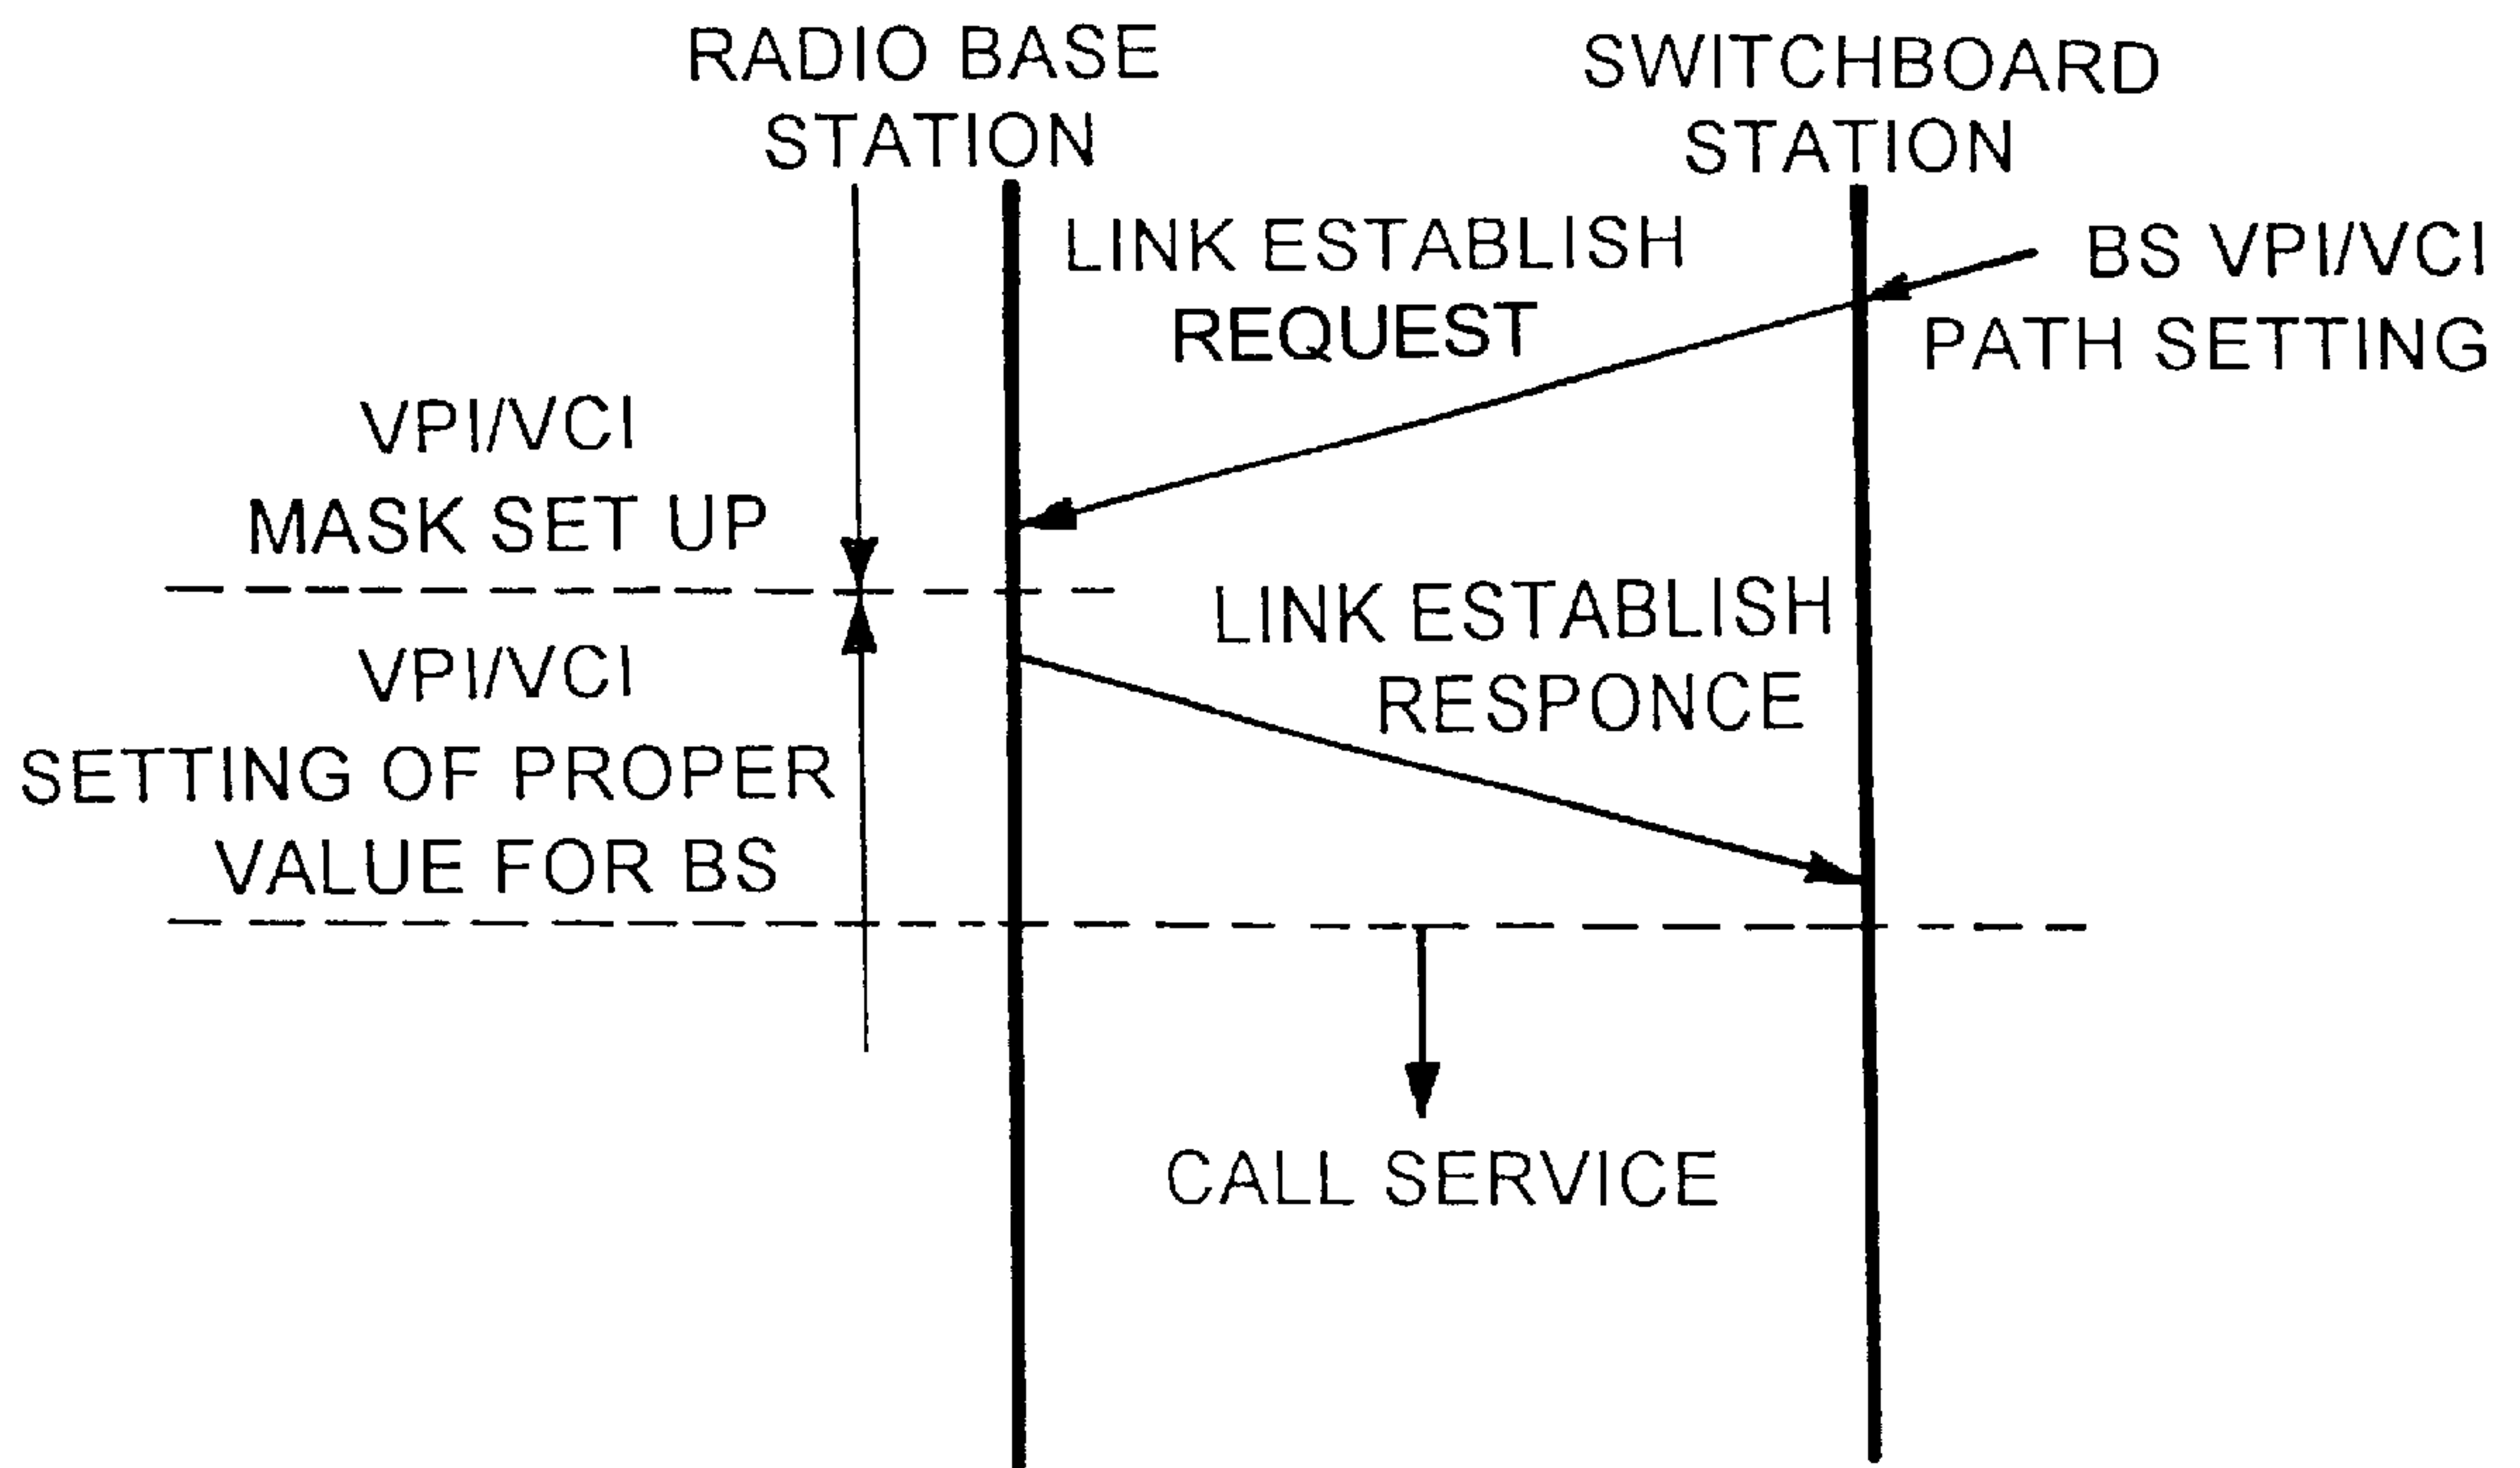 RADIO BASE
STATION
SWITCHBOARD
STATION
LINK ESTABLISH
REQUEST
BS VPI/VCI
PATH SETTING
VPI/VCI
MASK SET UP
LINK ESTABLISH
RESPONCE
VPI/VCI
SETTING OF PROPER
VALUE FOR BS
CALL SERVICE